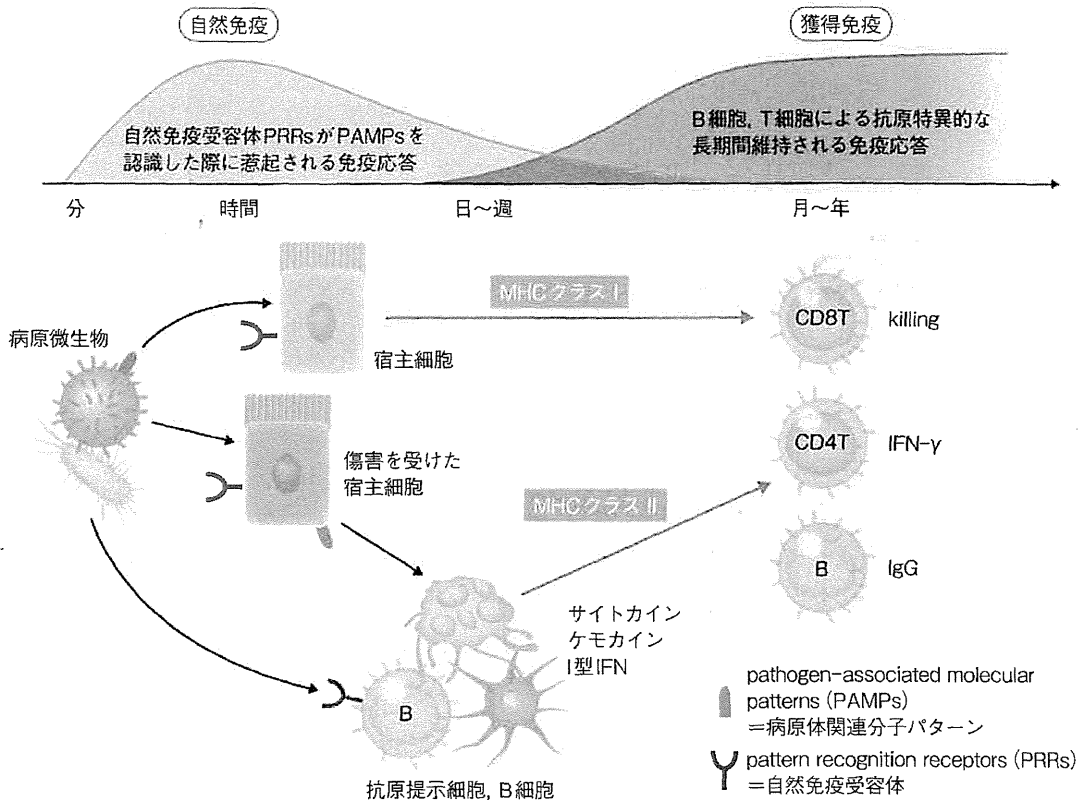 自然免疫
獲得免疫
自然免疫受容体PRRsがPAMPsを
認識した際に惹起される免疫応答
B細胞, T細胞による抗原特異的な
長期間維持される免疫応答
分
時間
日～週
月～年
病原微生物
宿主細胞
MHCクラスⅠ
CD8T
killing
傷害を受けた
宿主細胞
MHCクラスⅡ
CD4T
IFN-γ
B
IgG
サイトカイン
ケモカイン
Ⅰ型IFN
B
抗原提示細胞, B細胞
pathogen-associated molecular
patterns (PAMPs)
=病原体関連分子パターン
pattern recognition receptors (PRRs)
=自然免疫受容体